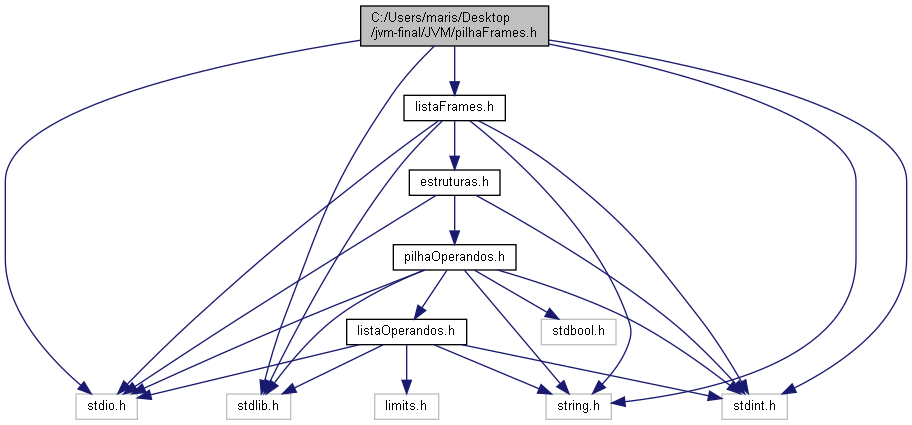 C:/Users/maris/Desktop
/jvm-final/JVM/pilhaFrames.h
listaFrames.h
estruturas.h
pilhaOperandos.h
listaOperandos.h
stdbool.h
stdio.h
stdlib.h
limits.h
string.h
stdint.h